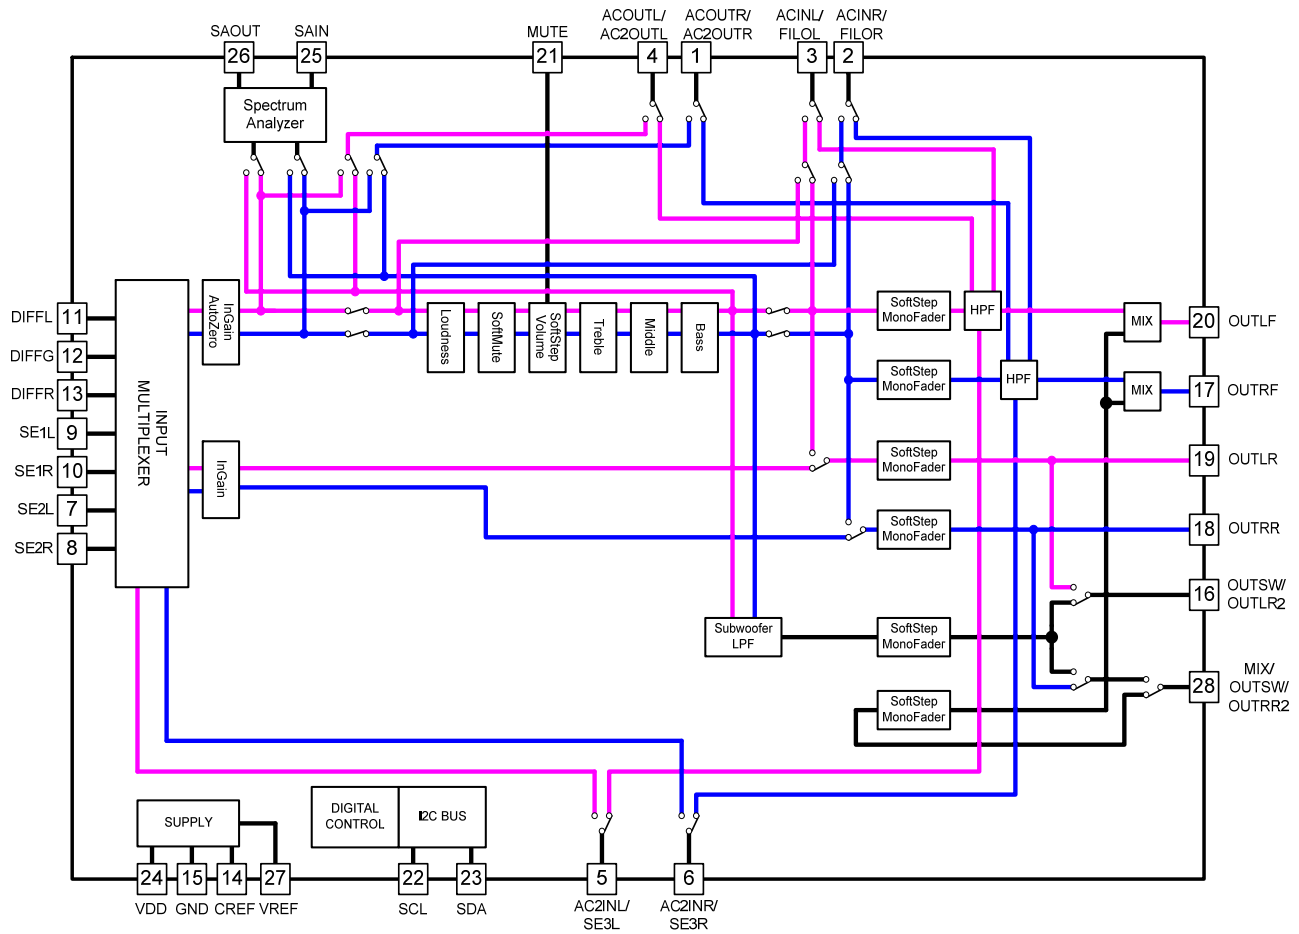 SAOUT
SAIN
MUTE
ACOUTL/
AC2OUTL
ACOUTR/
AC2OUTR
ACINL/
FILOL
ACINR/
FILOR
26
25
21
4
1
3
2
Spectrum
Analyzer
DIFFL
11
DIFFG
12
DIFFR
13
SE1L
9
SE1R
10
SE2L
7
SE2R
8
INPUT
MULTIPLEXER
InGain
AutoZero
InGain
Loudness
SoftMute
SoftStep
Volume
Treble
Middle
Bass
SoftStep
MonoFader
HPF
MIX
20
OUTLF
SoftStep
MonoFader
HPF
MIX
17
OUTRF
SoftStep
MonoFader
19
OUTLR
SoftStep
MonoFader
18
OUTRR
16
OUTSW/
OUTLR2
Subwoofer
LPF
SoftStep
MonoFader
28
MIX/
OUTSW/
OUTRR2
SoftStep
MonoFader
SUPPLY
DIGITAL
CONTROL
I2C BUS
24
15
14
27
22
23
5
6
VDD
GND
CREF
VREF
SCL
SDA
AC2INL/
SE3L
AC2INR/
SE3R